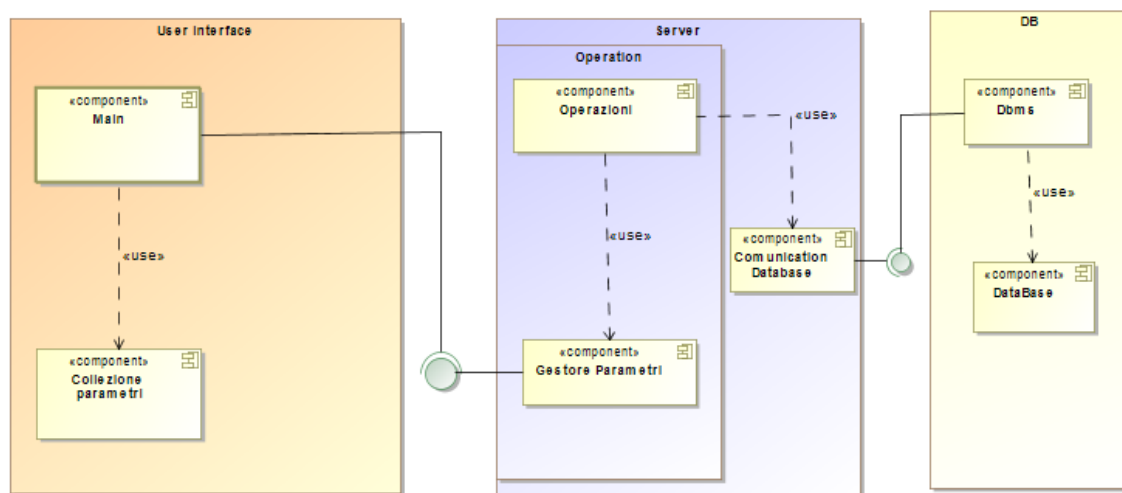 User Interface
«component»
Main
«use»
«component»
Collezione
parametri
Server
Operation
«component»
Operazioni
«use»
«use»
«component»
Gestore Parametri
«component»
Comunication
Database
DB
«component»
Dbms
«use»
«component»
DataBase